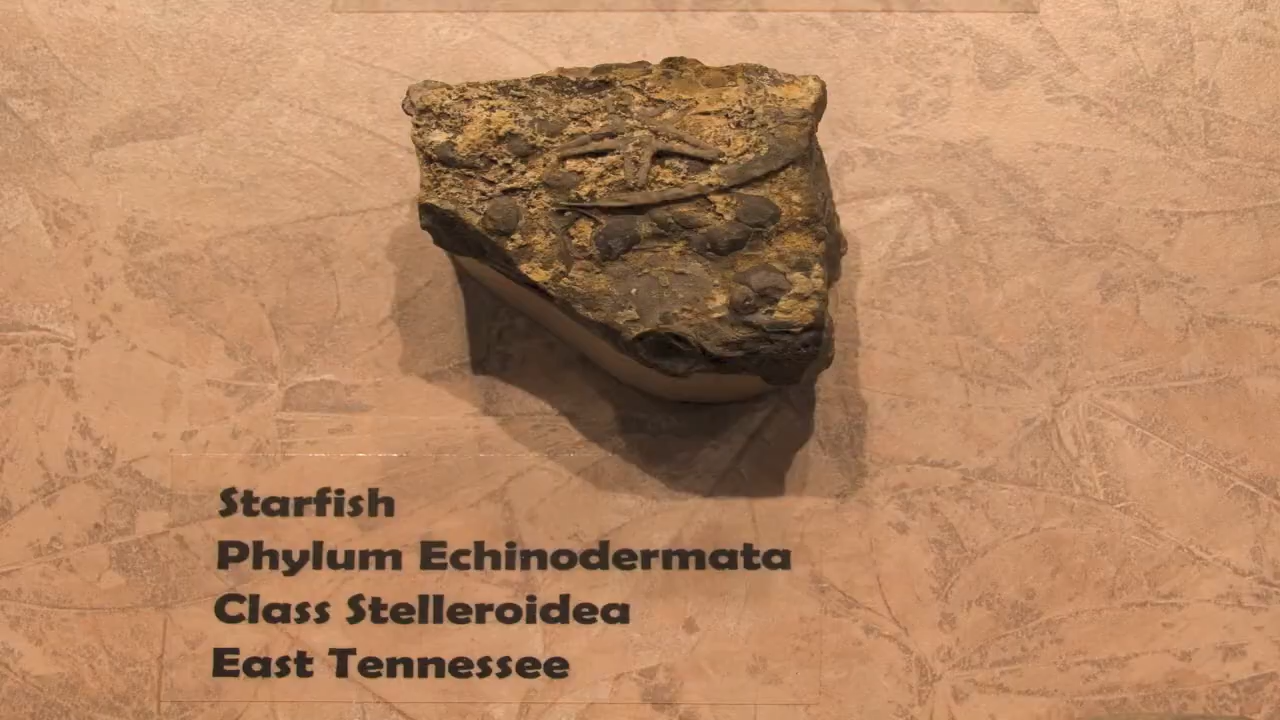 Starfish
Phylum Echinodermata
Class Stelleroidea
East Tennessee